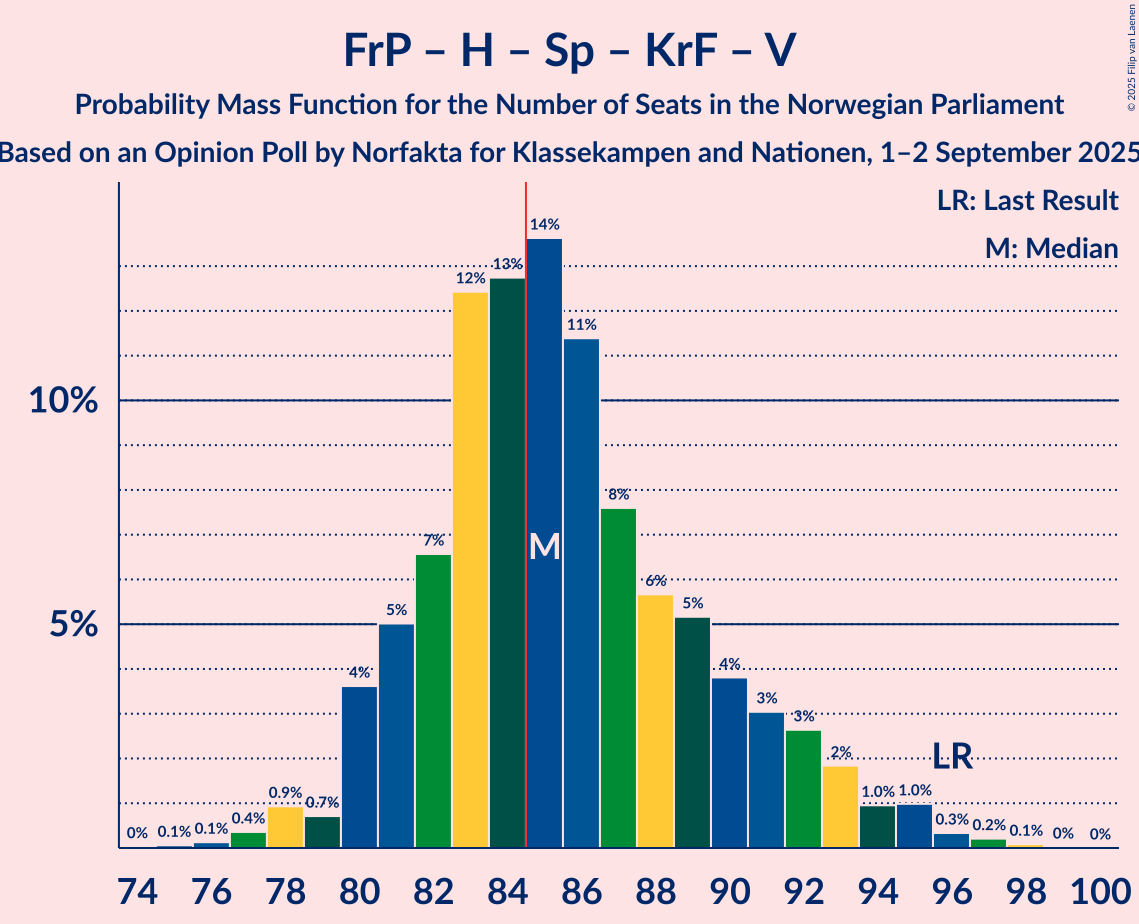 FrP – H – Sp – KrF – V
Probability Mass Function for the Number of Seats in the Norwegian Parliament
Based on an Opinion Poll by Norfakta for Klassekampen and Nationen, 1–2 September 2025
© 2025 Filip van Laenen
LR: Last Result
M: Median
10%
5%
0% 0.1% 0.1% 0.4% 0.9% 0.7% 4% 5% 7% 12% 13% 14% 11% 8% 6% 5% 4% 3% 3% 2% 1.0% 1.0% 0.3% 0.2% 0.1% 0% 0%
M
LR
74 76 78 80 82 84 86 88 90 92 94 96 98 100